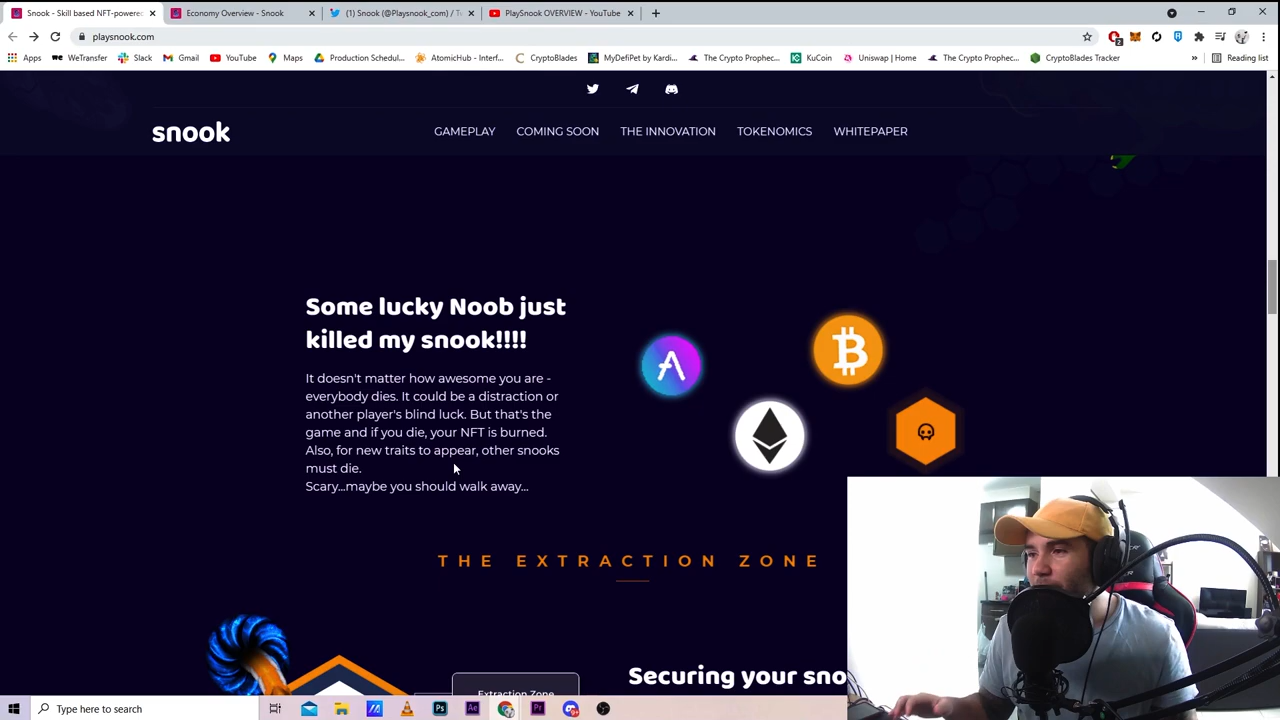 Snook - Skill based NFT-powere
Economy Overview - Snook
(1) Snook (@Playsnook_com) / T
PlaySnook OVERVIEW - YouTube
playsnook.com
Apps
WeTransfer
Slack
Gmail
YouTube
Maps
Production Schedul...
AtomicHub - Interf...
CryptoBlades
MyDefiPet by Kardi...
The Crypto Prophec...
KuCoin
Uniswap | Home
The Crypto Prophec...
CryptoBlades Tracker
»
Reading list
snook
GAMEPLAY
COMING SOON
THE INNOVATION
TOKENOMICS
WHITEPAPER
Some lucky Noob just
killed my snook!!!!
It doesn't matter how awesome you are -
everybody dies. It could be a distraction or
another player's blind luck. But that's the
game and if you die, your NFT is burned.
Also, for new traits to appear, other snooks
must die.
Scary...maybe you should walk away...
THE EXTRACTION ZONE
Extraction Zone
Securing your sno
Type here to search